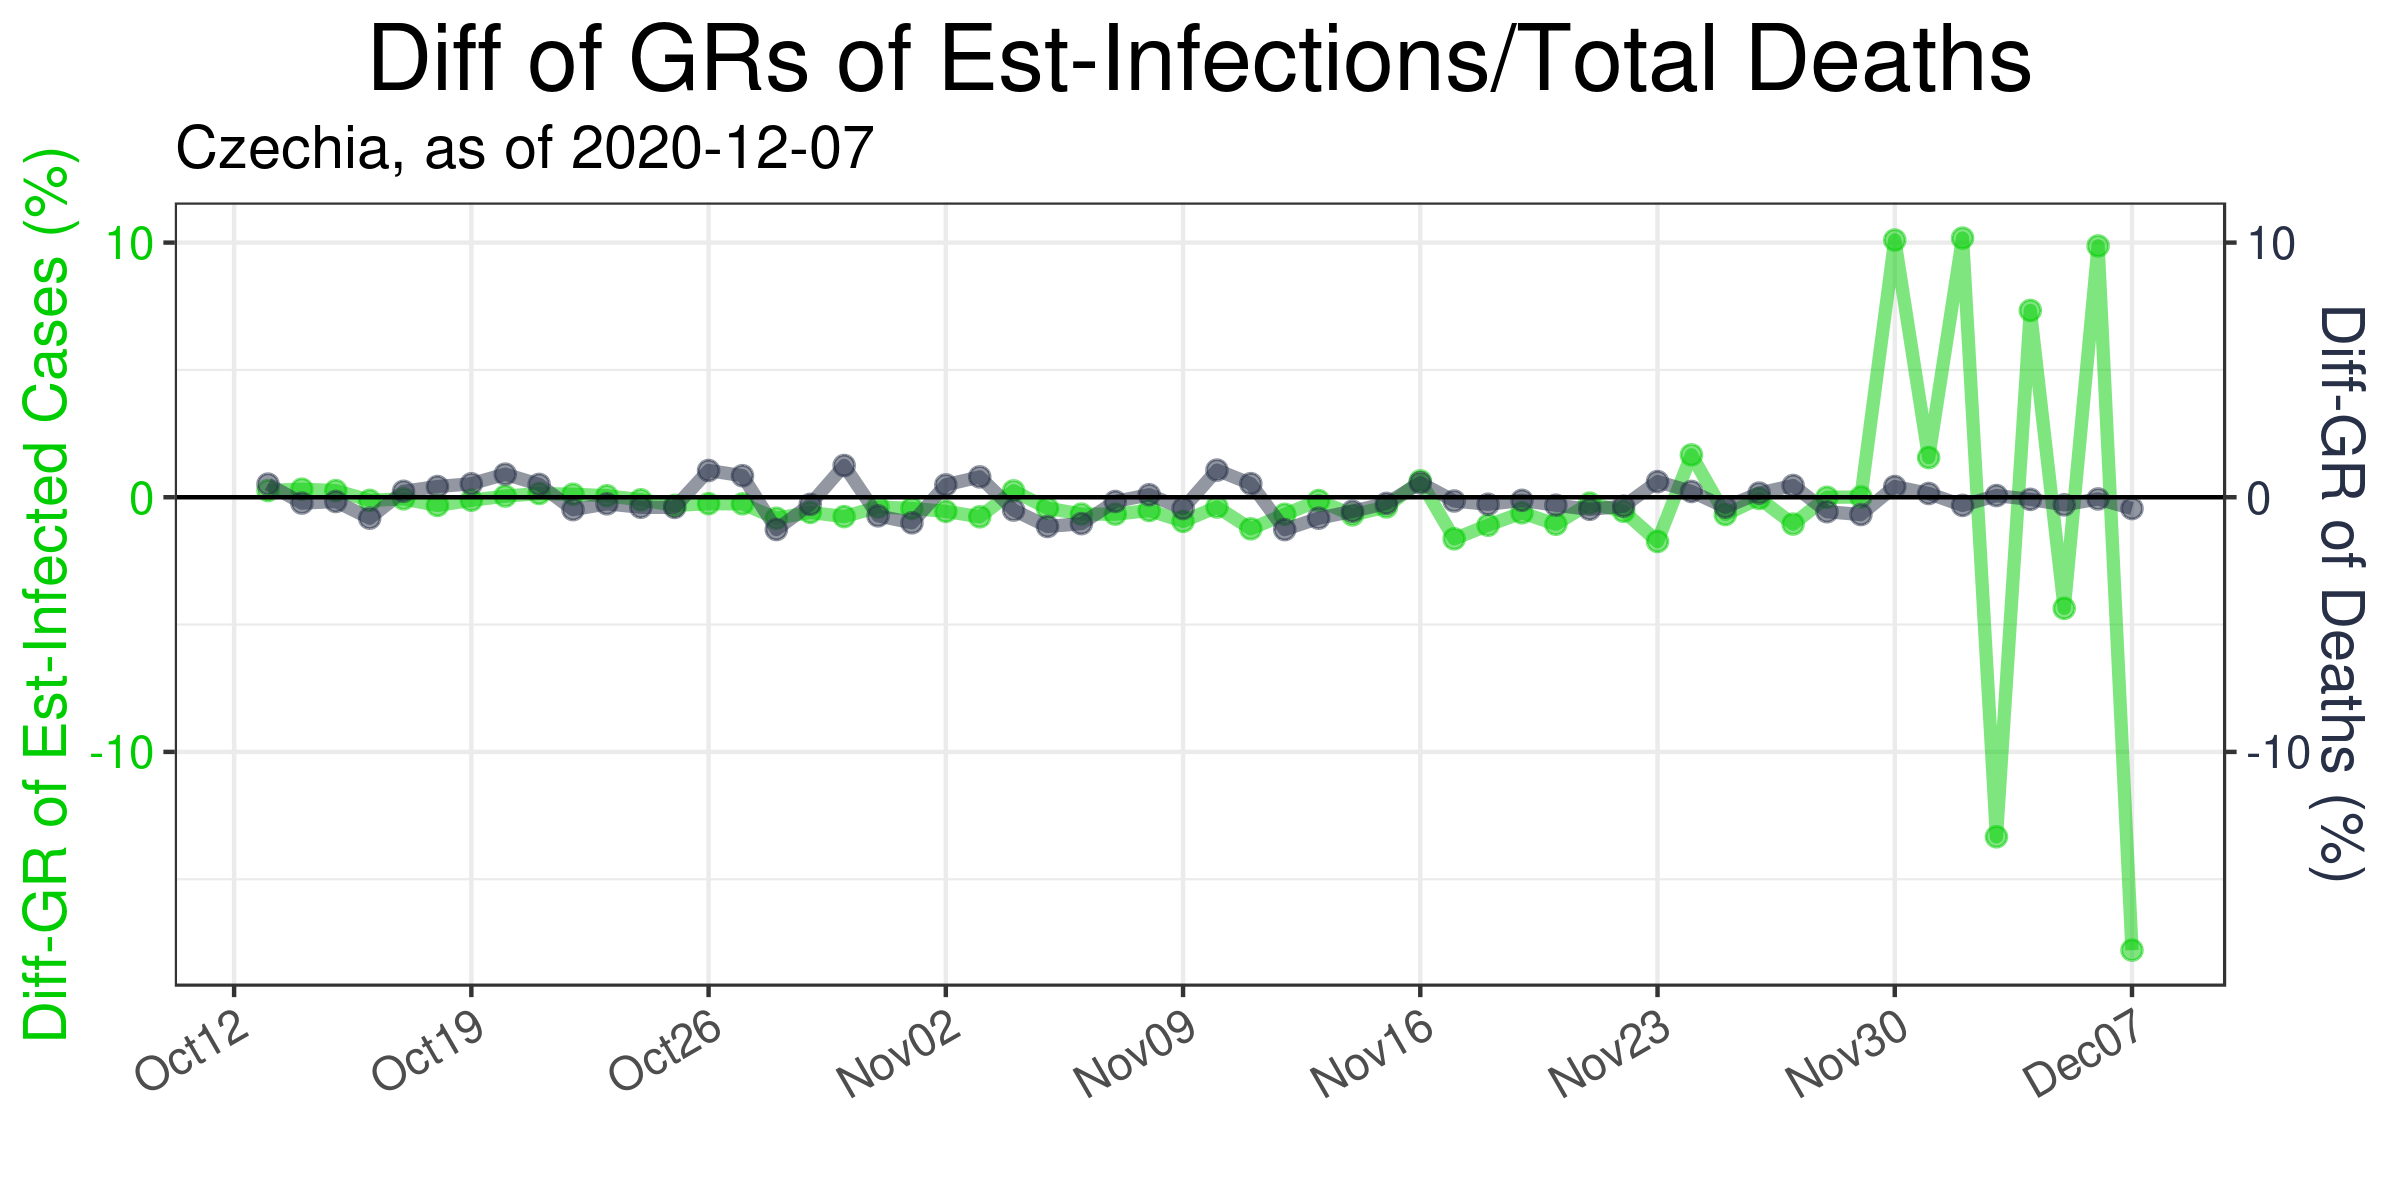 Diff of GRs of Est-Infections/Total Deaths
Czechia, as of 2020-12-07
Diff-GR of Est-Infected Cases (%)
10
0
-10
10
0
-10
Diff-GR of Deaths (%)
Oct12
Oct19
Oct26
Nov02
Nov09
Nov16
Nov23
Nov30
Dec07